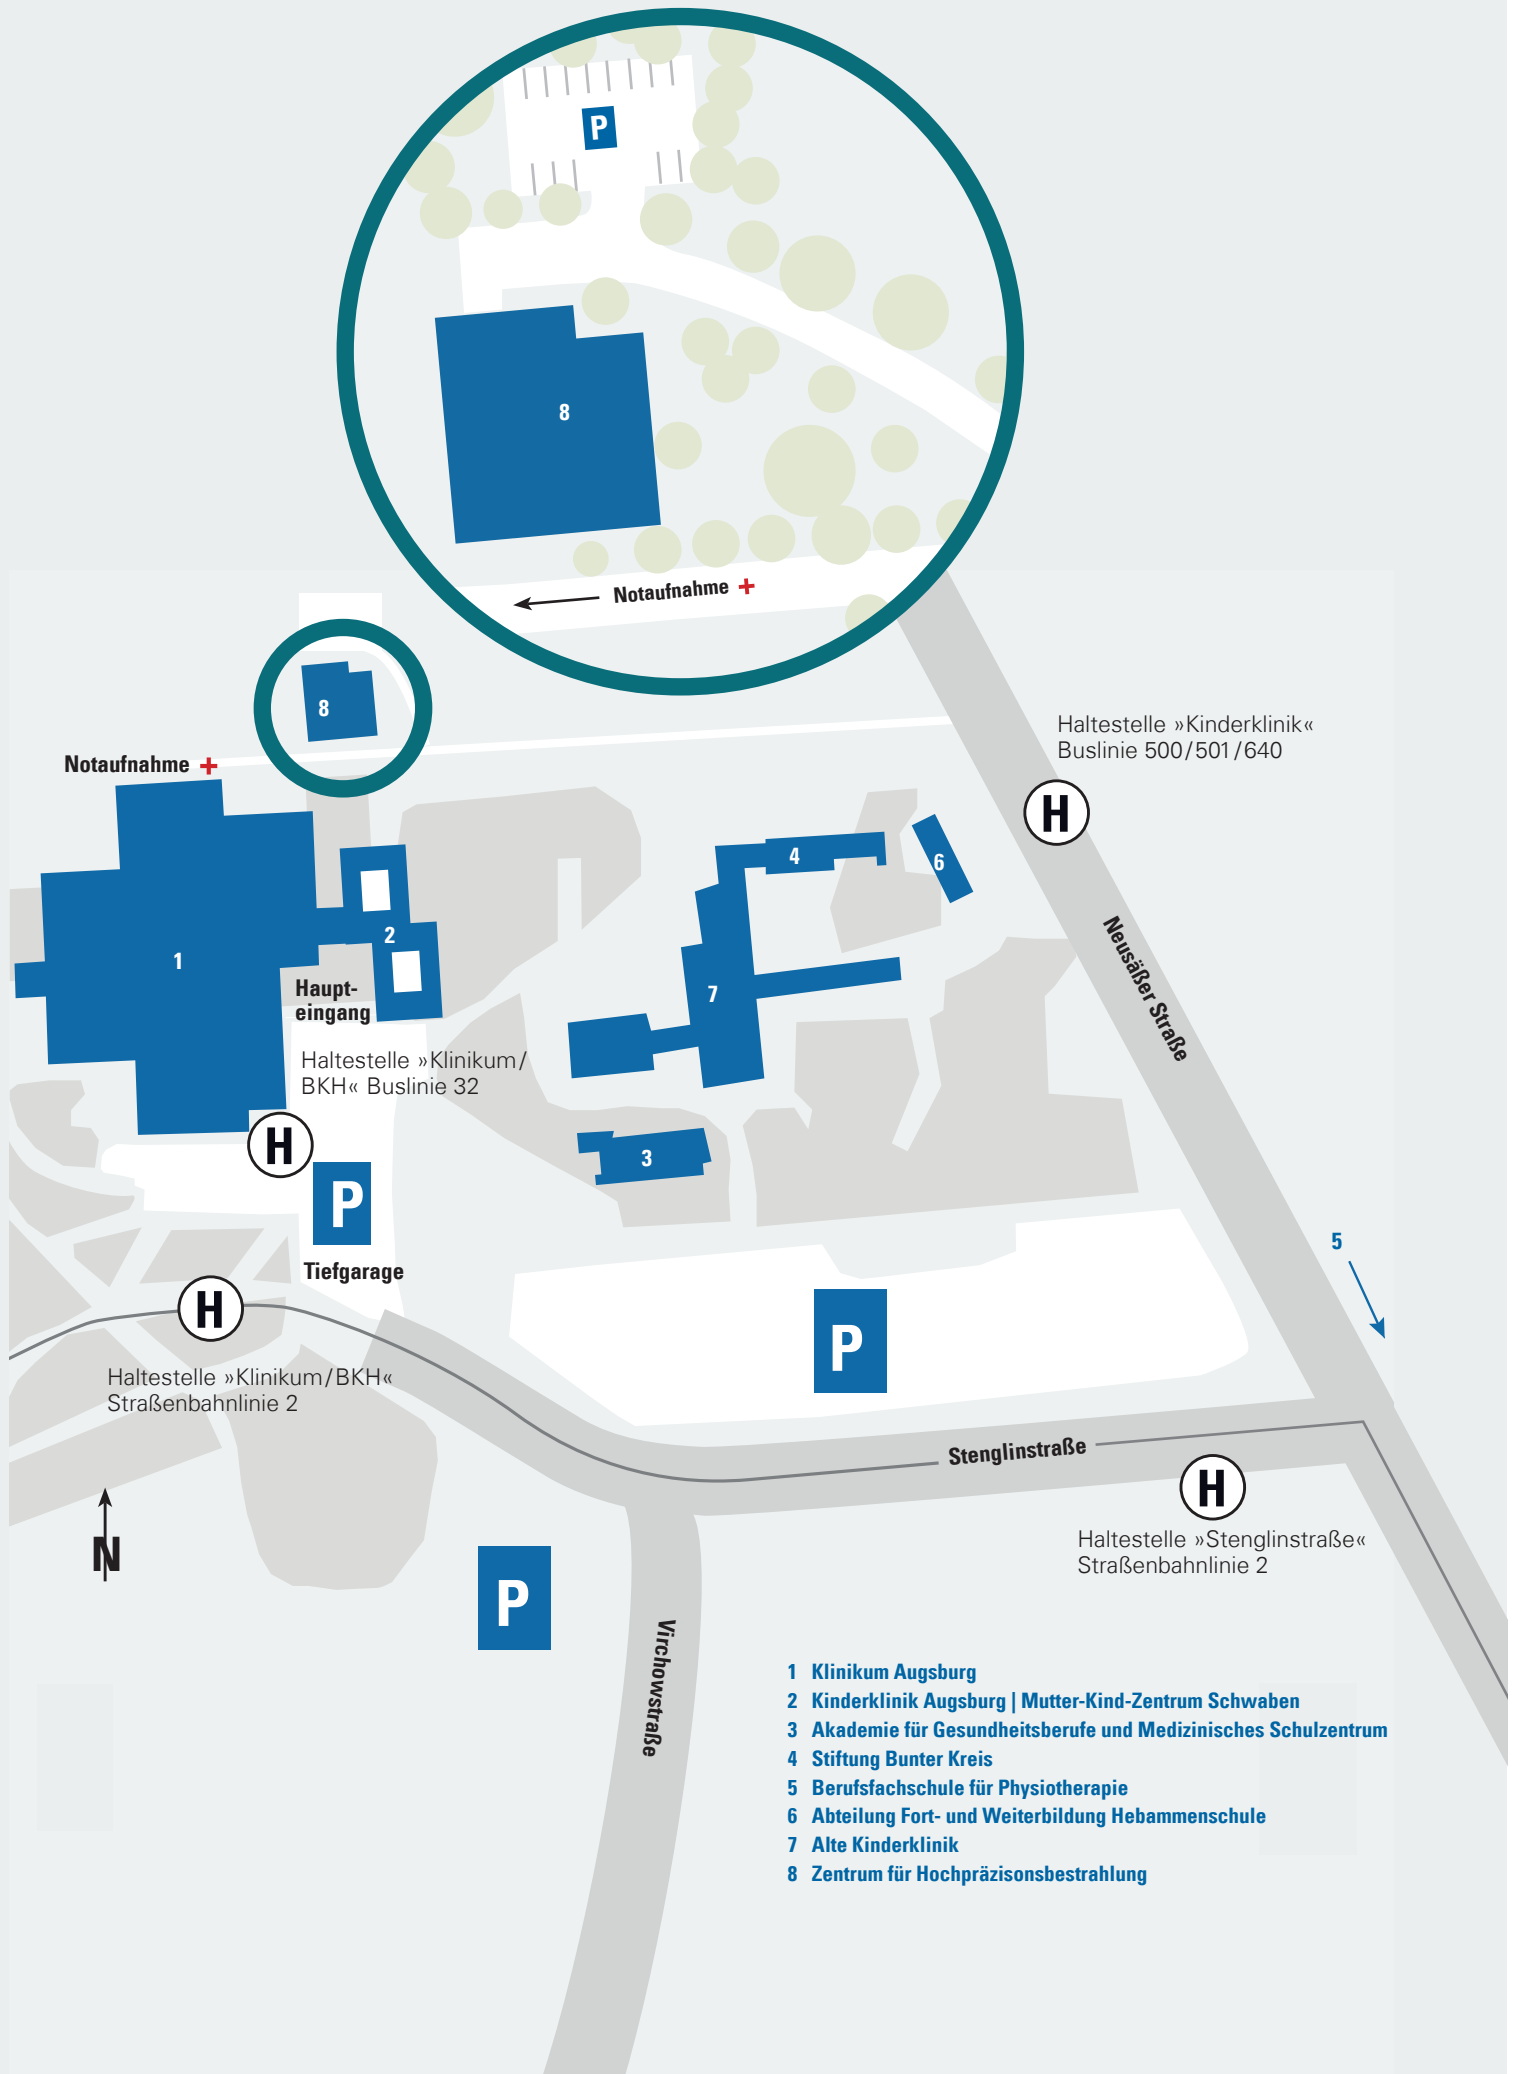 P
8
Notaufnahme
8
Notaufnahme
Haltestelle »Kinderklinik«
Buslinie 500/501/640
H
4
6
2
1
7
Haupt-
eingang
Neusäßer Straße
Haltestelle »Klinikum/
BKH« Buslinie 32
H
3
P
Tiefgarage
5
H
P
Haltestelle »Klinikum/BKH«
Straßenbahnlinie 2
Stenglinstraße
H
Haltestelle »Stenglinstraße«
Straßenbahnlinie 2
N
P
Virchowstraße
1 Klinikum Augsburg
2 Kinderklinik Augsburg | Mutter-Kind-Zentrum Schwaben
3 Akademie für Gesundheitsberufe und Medizinisches Schulzentrum
4 Stiftung Bunter Kreis
5 Berufsfachschule für Physiotherapie
6 Abteilung Fort- und Weiterbildung Hebammenschule
7 Alte Kinderklinik
8 Zentrum für Hochpräzisonsbestrahlung